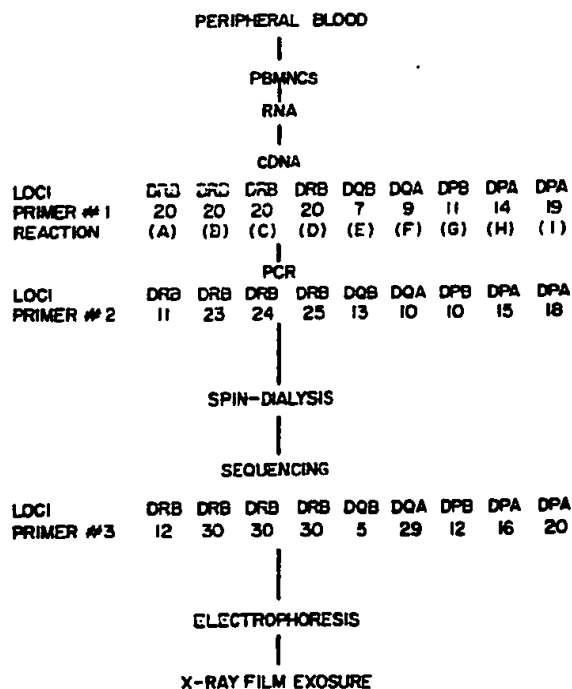 PERIPHERAL BLOOD
PBMNCS
RNA
CDNA
LOCI DRB DRB DRB DRB DQB DQA DPB DPA DPA
PRIMER #1 20 20 20 20 7 9 11 14 19
REACTION (A) (B) (C) (D) (E) (F) (G) (H) (I)
PCR
LOCI DRB DRB DRB DRB DQB DQA DPB DPA DPA
PRIMER #2 11 23 24 25 13 10 10 15 18
SPIN-DIALYSIS
SEQUENCING
LOCI DRB DRB DRB DRB DQB DQA DPB DPA DPA
PRIMER #3 12 30 30 30 5 29 12 16 20
ELECTROPHORESIS
X-RAY FILM EXPOSURE